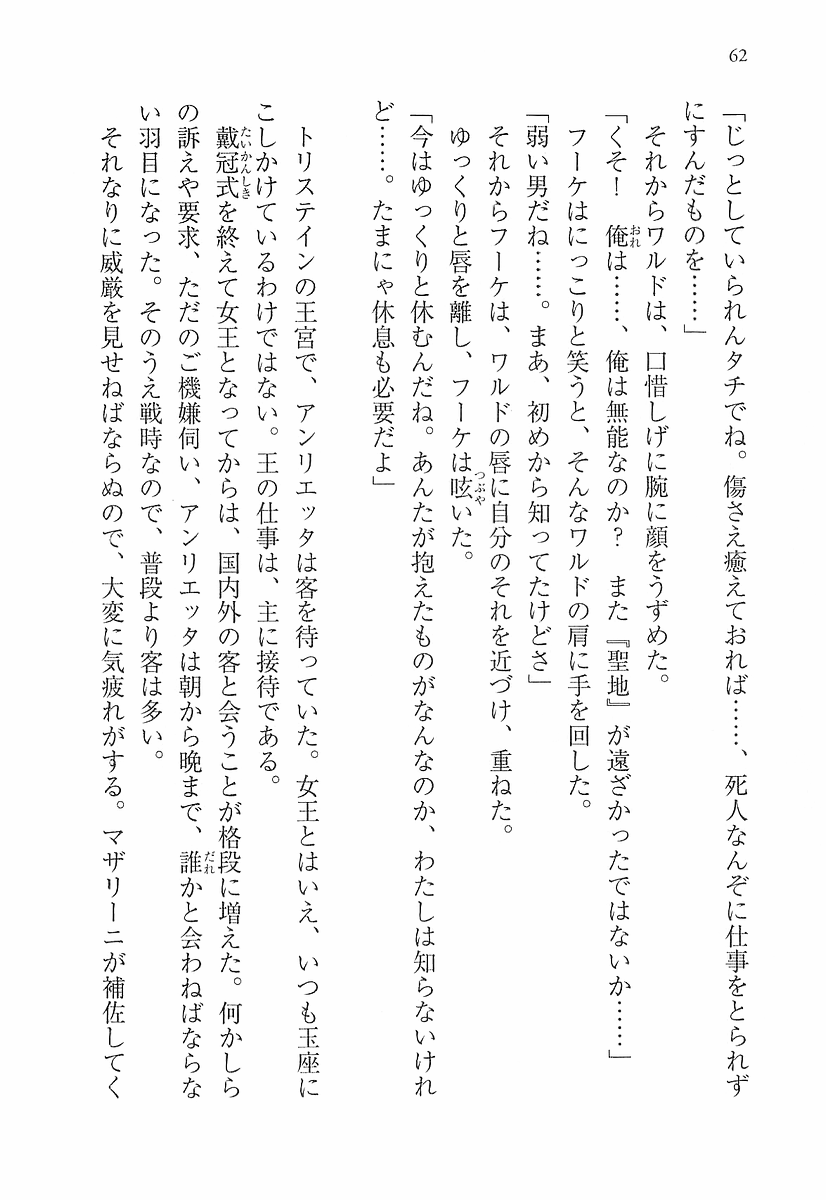 62
「じっとしていられんタチでね。傷さえ癒えておれば……、死人なんぞに仕事をとられず
にすんだものを……」
それからワルドは、口惜しげに腕に顔をうずめた。
「くそ！　俺は……、俺は無能なのか？　また『聖地』が遠ざかったではないか……」
フーケはにっこりと笑うと、そんなワルドの肩に手を回した。
「弱い男だね……。まあ、初めから知ってたけどさ」
それからフーケは、ワルドの唇に自分のそれを近づけ、重ねた。
ゆっくりと唇を離し、フーケは呟いた。
「今はゆっくりと休むんだね。あんたが抱えたものがなんなのか、わたしは知らないけれ
ど……。たまにゃ休息も必要だよ」
トリステインの王宮で、アンリエッタは客を待っていた。女王とはいえ、いつも玉座に
こしかけているわけではない。王の仕事は、主に接待である。
戴冠式を終えて女王となってからは、国内外の客と会うことが格段に増えた。何かしら
の訴えや要求、ただのご機嫌伺い、アンリエッタは朝から晩まで、誰かと会わねばならな
い羽目になった。そのうえ戦時なので、普段より客は多い。
それなりに威厳を見せねばならぬので、大変に気疲れがする。マザリーニが補佐してく